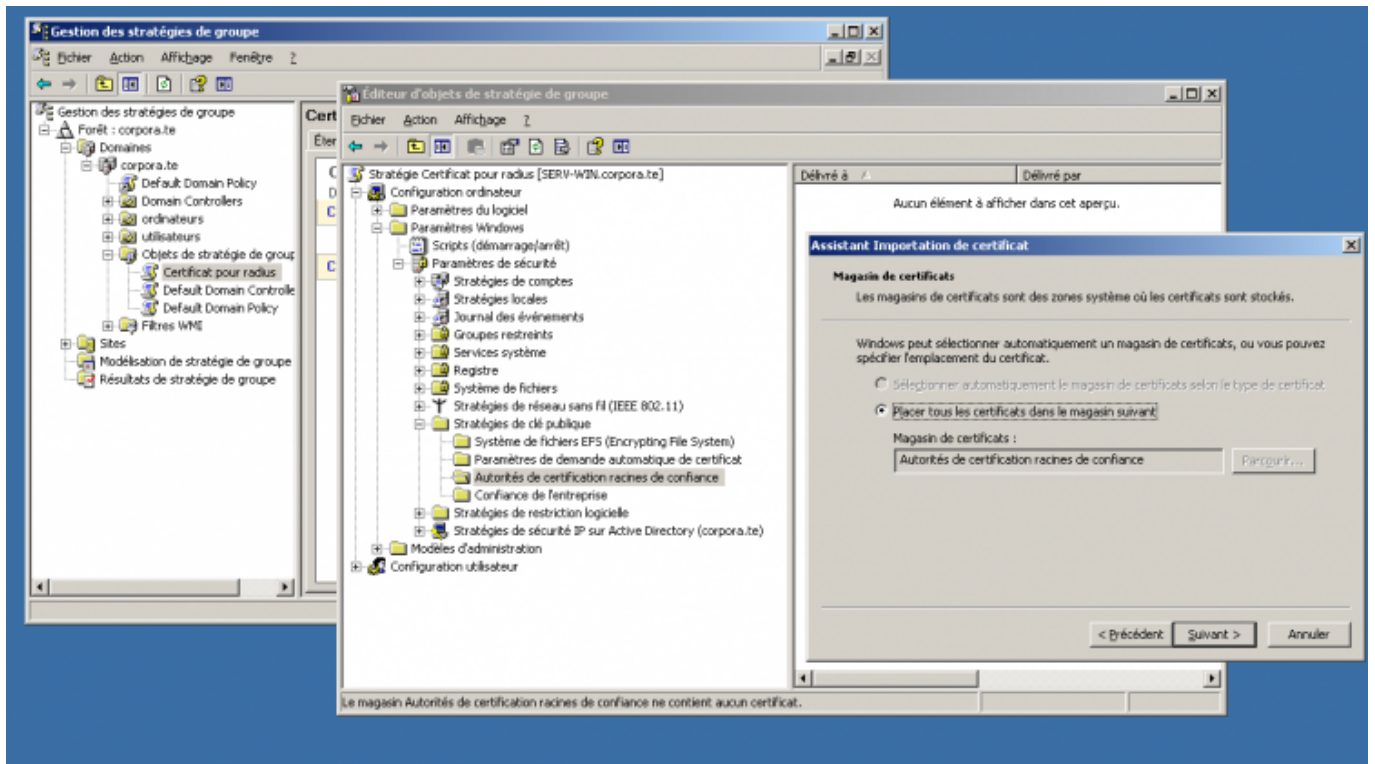 Gestion des stratégies de groupe
Fichier Action Affichage Fenêtre ?
Gestion des stratégies de groupe
Forêt : corpora.te
Domaines
corpora.te
Default Domain Policy
Domain Controllers
ordinateurs
utilisateurs
Objets de stratégie de group
Certificat pour radius
Default Domain Controlle
Default Domain Policy
Filtres WMI
Sites
Modélisation de stratégie de groupe
Résultats de stratégie de groupe
Cert
Éter
C
D
C
C
Éditeur d'objets de stratégie de groupe
Fichier Action Affichage ?
Stratégie Certificat pour radius [SERV-WIN.corpora.te]
Configuration ordinateur
Paramètres du logiciel
Paramètres Windows
Scripts (démarrage/arrêt)
Paramètres de sécurité
Stratégies de comptes
Stratégies locales
Journal des événements
Groupes restreints
Services système
Registre
Système de fichiers
Stratégies de réseau sans fil (IEEE 802.11)
Stratégies de clé publique
Système de fichiers EFS (Encrypting File System)
Paramètres de demande automatique de certificat
Autorités de certification racines de confiance
Confiance de l'entreprise
Stratégies de restriction logicielle
Stratégies de sécurité IP sur Active Directory (corpora.te)
Modèles d'administration
Configuration utilisateur
Délivré à Délivré par
Aucun élément à afficher dans cet aperçu.
Le magasin Autorités de certification racines de confiance ne contient aucun certificat.
Assistant Importation de certificat
Magasin de certificats
Les magasins de certificats sont des zones système où les certificats sont stockés.
Windows peut sélectionner automatiquement un magasin de certificats, ou vous pouvez
spécifier l'emplacement du certificat.
Sélectionner automatiquement le magasin de certificats selon le type de certificat
Placer tous les certificats dans le magasin suivant
Magasin de certificats :
Autorités de certification racines de confiance Parcourir...
< Précédent Suivant > Annuler